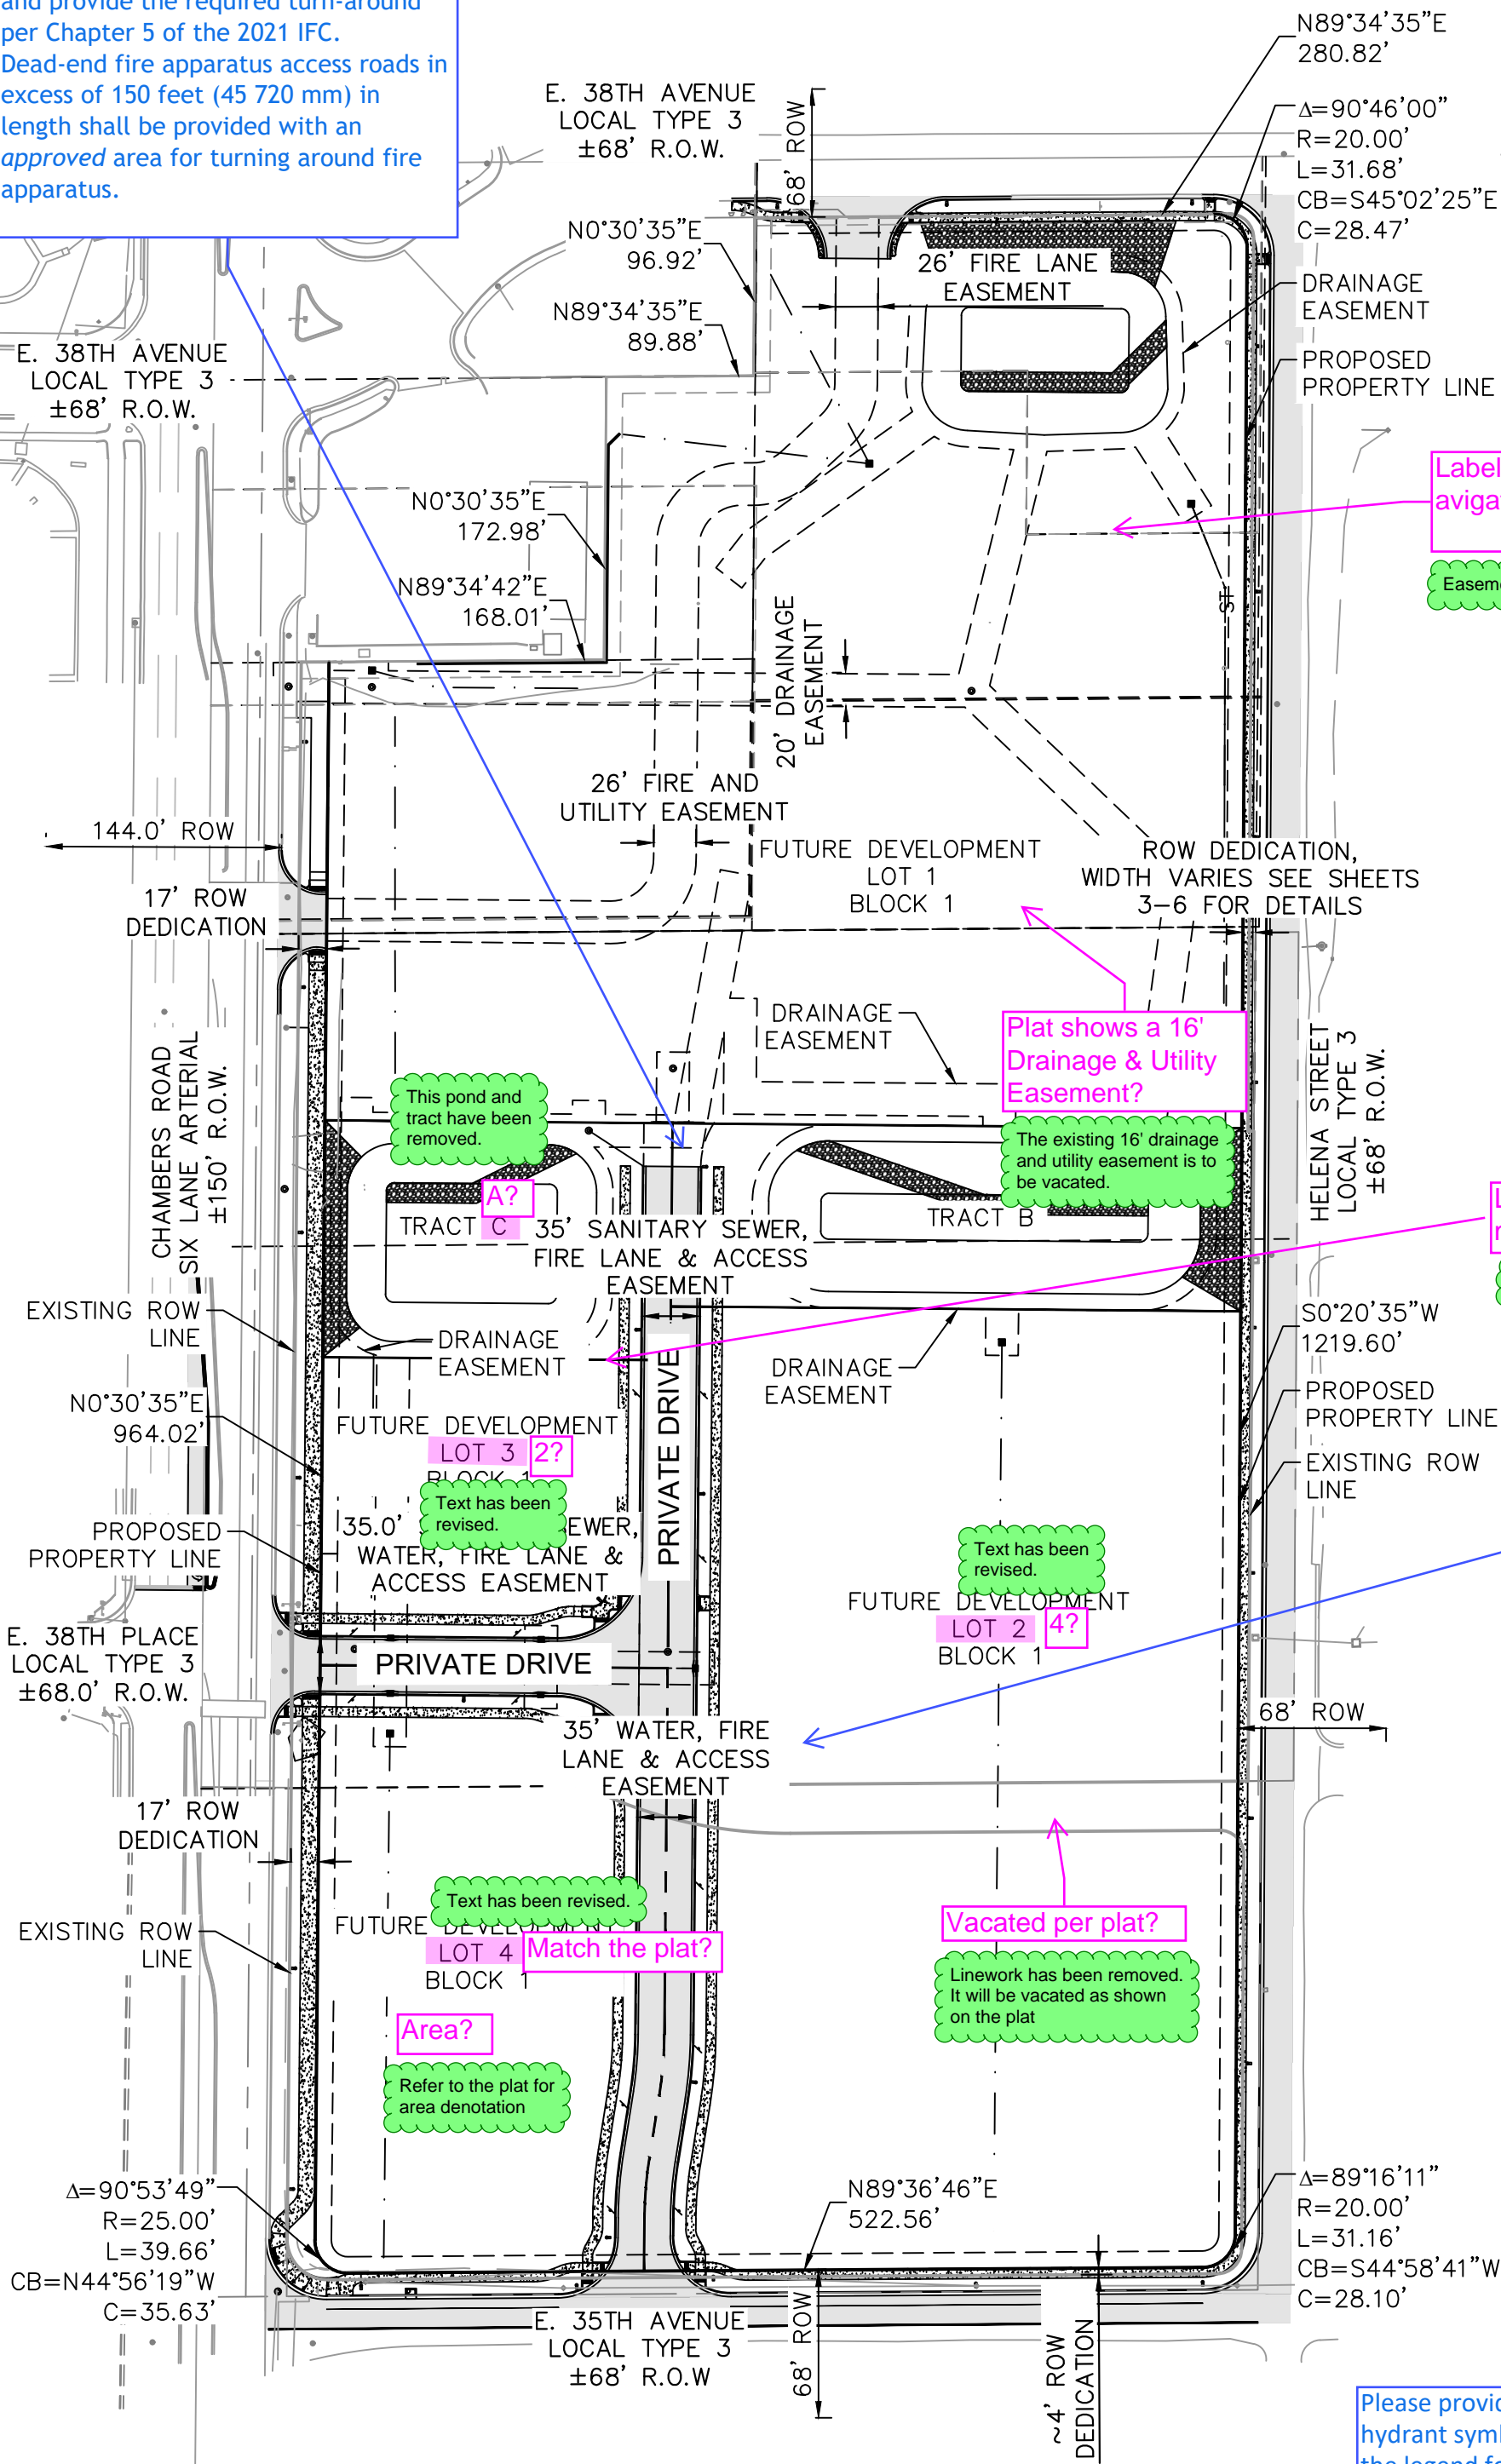 and provide the required turn-around
per Chapter 5 of the 2021 IFC.
Dead-end fire apparatus access roads in
excess of 150 feet (45 720 mm) in
length shall be provided with an
approved area for turning around fire
apparatus.
E. 38TH AVENUE
LOCAL TYPE 3
±68' R.O.W.
68' ROW
N89°34'35"E
280.82'
Δ=90°46'00"
R=20.00'
L=31.68'
CB=S45°02'25"E
C=28.47'
N0°30'35"E
96.92'
26' FIRE LANE
EASEMENT
DRAINAGE
EASEMENT
N89°34'35"E
89.88'
E. 38TH AVENUE
LOCAL TYPE 3
±68' R.O.W.
PROPOSED
PROPERTY LINE
Label
N0°30'35"E
172.98'
N89°34'42"E
168.01'
ST
20' DRAINAGE
EASEMENT
26' FIRE AND
UTILITY EASEMENT
144.0' ROW
FUTURE DEVELOPMENT
LOT 1
BLOCK 1
ROW DEDICATION,
WIDTH VARIES SEE SHEETS
3-6 FOR DETAILS
17' ROW
DEDICATION
DRAINAGE
EASEMENT
Plat shows a 16'
Drainage & Utility
Easement?
CHAMBERS ROAD
SIX LANE ARTERIAL
±150' R.O.W.
HELENA STREET
LOCAL TYPE 3
±68' R.O.W.
This pond and
tract have been
removed.
The existing 16' drainage
and utility easement is to
be vacated.
A?
TRACT C
35' SANITARY SEWER,
FIRE LANE & ACCESS
EASEMENT
TRACT B
EXISTING ROW
LINE
DRAINAGE
EASEMENT
DRAINAGE
EASEMENT
S0°20'35"W
1219.60'
N0°30'35"E
964.02'
PRIVATE DRIVE
PROPOSED
PROPERTY LINE
FUTURE DEVELOPMENT
LOT 3 2?
BLOCK 1
Text has been
revised.
EXISTING ROW
LINE
35.0' EWER,
WATER, FIRE LANE &
ACCESS EASEMENT
PROPOSED
PROPERTY LINE
Text has been
revised.
FUTURE DEVELOPMENT
LOT 2 4?
BLOCK 1
E. 38TH PLACE
LOCAL TYPE 3
±68.0' R.O.W.
PRIVATE DRIVE
68' ROW
35' WATER, FIRE
LANE & ACCESS
EASEMENT
17' ROW
DEDICATION
Text has been revised.
FUTURE DEVELOPMENT
LOT 4 Match the plat?
BLOCK 1
Vacated per plat?
EXISTING ROW
LINE
Linework has been removed.
It will be vacated as shown
on the plat
Area?
Refer to the plat for
area denotation
Δ=90°53'49"
R=25.00'
L=39.66'
CB=N44°56'19"W
C=35.63'
N89°36'46"E
522.56'
Δ=89°16'11"
R=20.00'
L=31.16'
CB=S44°58'41"W
C=28.10'
E. 35TH AVENUE
LOCAL TYPE 3
±68' R.O.W
68' ROW
~4' ROW
DEDICATION
Please
hydrant
the legend